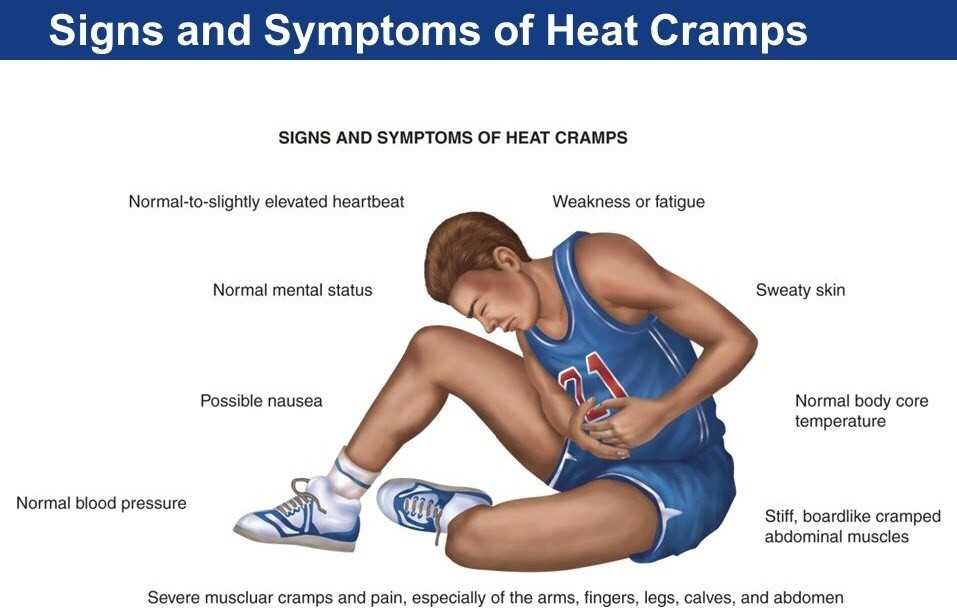 Signs and Symptoms of Heat Cramps
SIGNS AND SYMPTOMS OF HEAT CRAMPS
Normal-to-slightly elevated heartbeat
Weakness or fatigue
Normal mental status
Sweaty skin
Possible nausea
Normal body core
temperature
21
Normal blood pressure
Stiff, boardlike cramped
abdominal muscles
Severe muscluar cramps and pain, especially of the arms, fingers, legs, calves, and abdomen